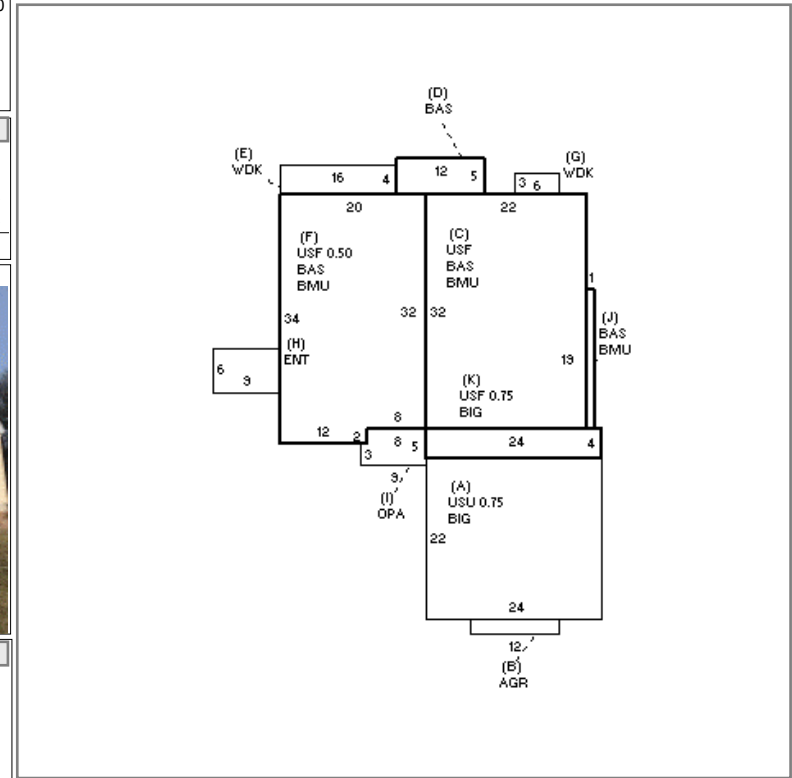 (D)
BAS
(E)
WDK
(G)
WDK
16
4
12
5
3 6
20
22
(F)
USF 0.50
BAS
BMU
(C)
USF
BAS
BMU
1
34
32
32
(J)
BAS
BMU
(H)
ENT
6
9
19
(K)
USF 0.75
BIG
8
12
2
8
5
24
4
3
9
(I)
OPA
(A)
USU 0.75
BIG
22
24
12
(B)
AGR